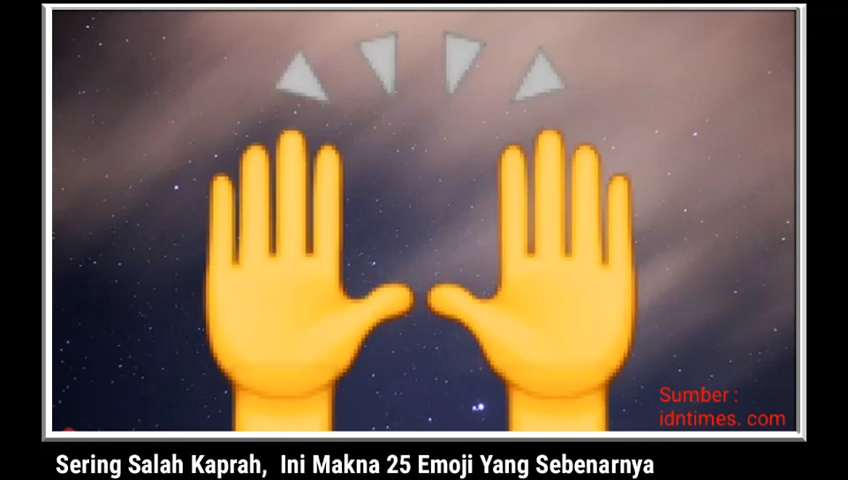 Sumber :
idntimes. com
Sering Salah Kaprah,  Ini Makna 25 Emoji Yang Sebenarnya